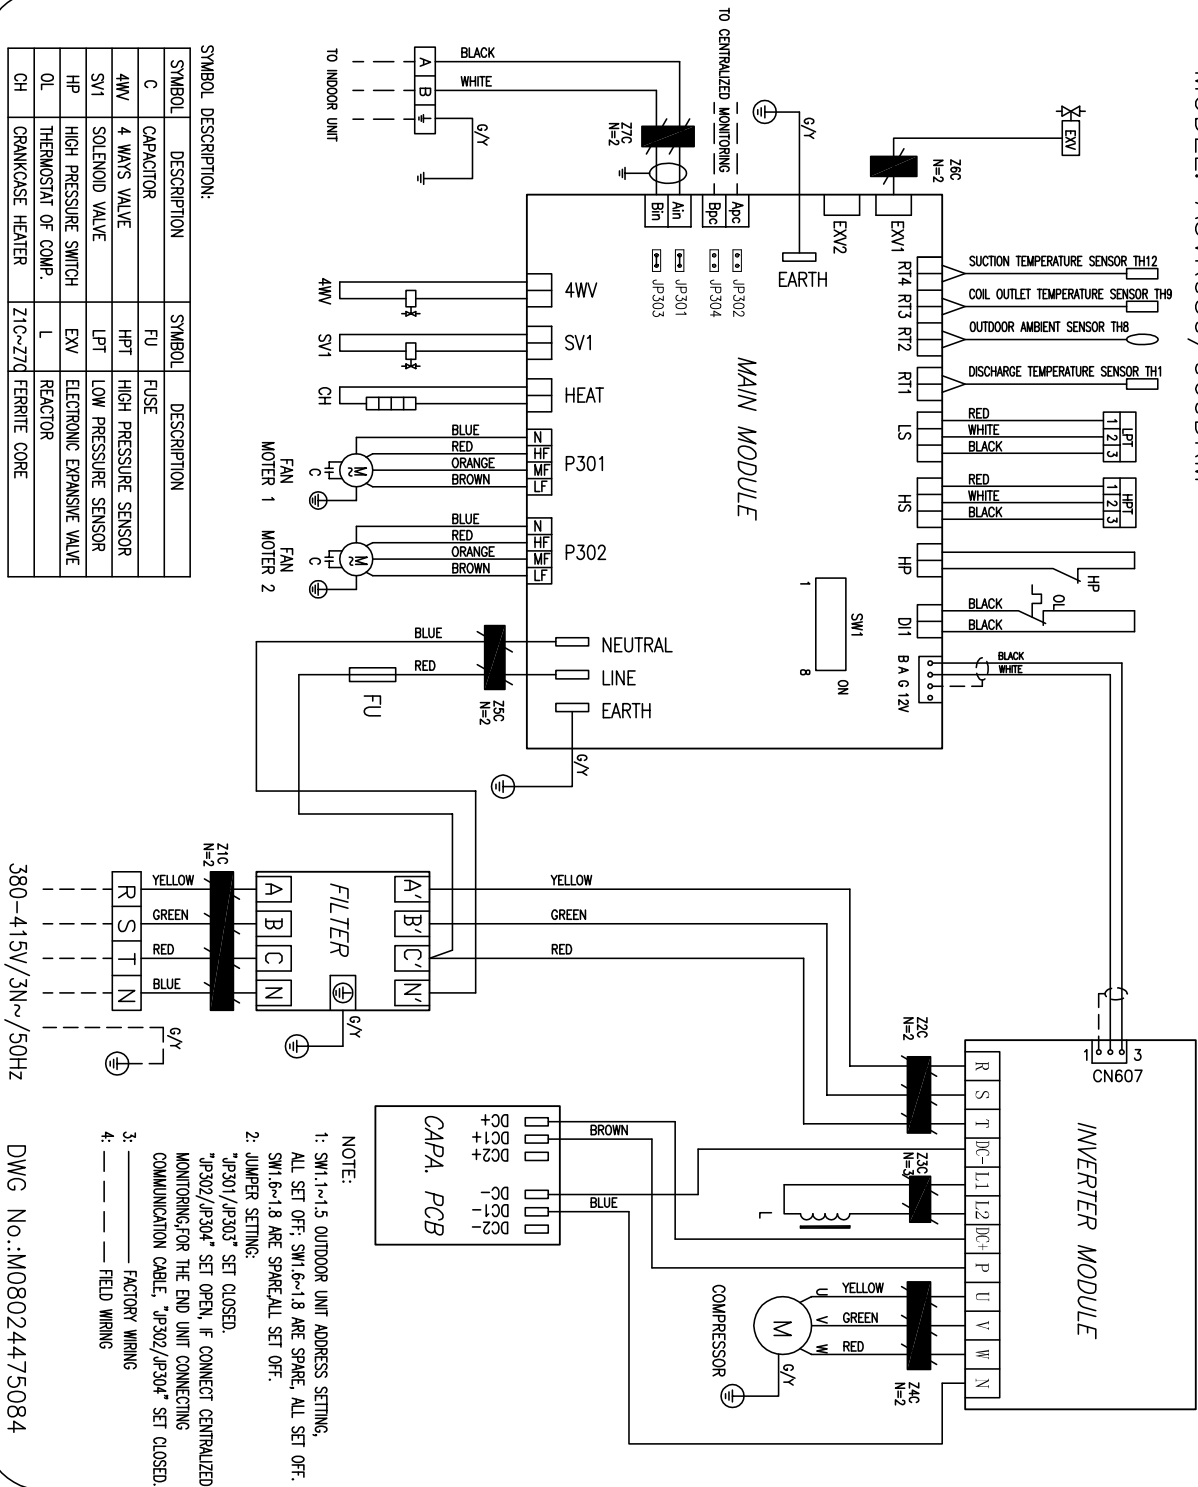 SYMBOL DESCRIPTION:
SYMBOL DESCRIPTION SYMBOL DESCRIPTION
C CAPACITOR FU FUSE
4WV 4 WAYS VALVE HPT HIGH PRESSURE SENSOR
SV1 SOLENOID VALVE LPT LOW PRESSURE SENSOR
HP HIGH PRESSURE SWITCH EXV ELECTRONIC EXPANSIVE VALVE
OL THERMOSTAT OF COMP. L REACTOR
CH CRANKCASE HEATER Z1C~Z7C FERRITE CORE
TO INDOOR UNIT
A
B
BLACK
WHITE
G/Y
Z7C
N=2
TO CENTRALIZED MONITORING
G/Y
EXV
Z6C
N=2
Bin
Ain
Bpc
Apc
EXV2
EXV1
EARTH
JP303
JP301
JP304
JP302
MAIN MODULE
RT4
RT3
RT2
RT1
LS
HS
HP
DI1
B A G 12V
SUCTION TEMPERATURE SENSOR TH12
COIL OUTLET TEMPERATURE SENSOR TH9
OUTDOOR AMBIENT SENSOR TH8
DISCHARGE TEMPERATURE SENSOR TH1
RED
WHITE
BLACK
1
2
3
LPT
RED
WHITE
BLACK
1
2
3
HPT
HP
OL
BLACK
BLACK
BLACK
WHITE
4WV
4WV
SV1
SV1
CH
HEAT
FAN
MOTER 1
C
M
BLUE
RED
ORANGE
BROWN
N
HF
MF
LF
P301
FAN
MOTER 2
C
M
BLUE
RED
ORANGE
BROWN
N
HF
MF
LF
P302
SW1
1
8
ON
BLUE
RED
FU
Z5C
N=2
NEUTRAL
LINE
EARTH
G/Y
380-415V/3N~/50Hz
R
S
T
N
YELLOW
GREEN
RED
BLUE
G/Y
Z1C
N=2
FILTER
A
B
C
N
A'
B'
C'
N'
G/Y
YELLOW
GREEN
RED
Z2C
N=2
Z3C
N=3
Z4C
N=2
INVERTER MODULE
1
3
CN607
R
S
T
DC-
L1
L2
DC+
P
U
V
W
N
L
COMPRESSOR
M
U
V
W
YELLOW
GREEN
RED
G/Y
CAPA. PCB
DC+
DC1+
DC2+
DC-
DC1-
DC2-
BROWN
BLUE
NOTE:
1: SW1.1~1.5 OUTDOOR UNIT ADDRESS SETTING,
ALL SET OFF; SW1.6~1.8 ARE SPARE, ALL SET OFF.
SW1.6~1.8 ARE SPARE,ALL SET OFF.
2: JUMPER SETTING:
"JP301/JP303" SET CLOSED.
"JP302/JP304" SET OPEN, IF CONNECT CENTRALIZED
MONITORING,FOR THE END UNIT CONNECTING
COMMUNICATION CABLE, "JP302/JP304" SET CLOSED.
3: FACTORY WIRING
4: FIELD WIRING
DWG No.:M08024475084